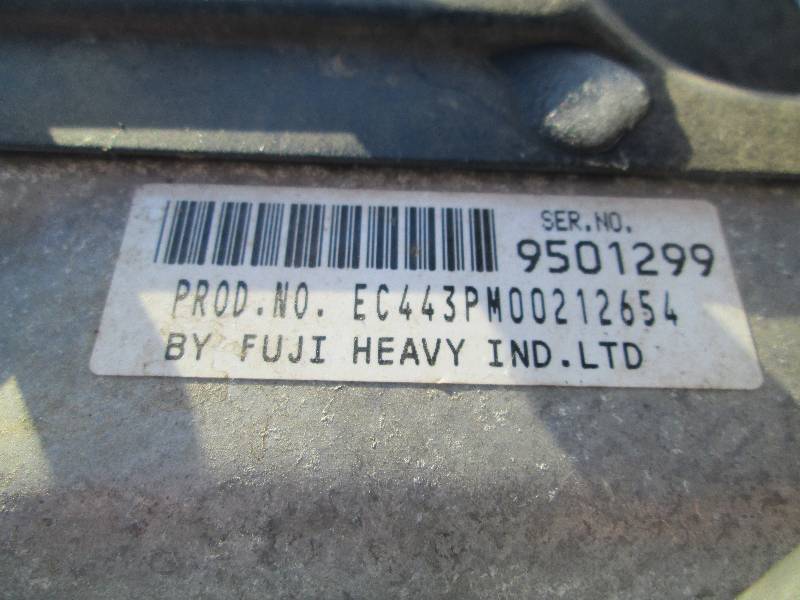 SER.NO.
9501299
PROD.NO. EC443PM00212654
BY FUJI HEAVY IND.LTD